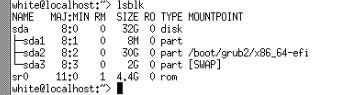 white@localhost:~> lsblk
NAME   MAJ:MIN RM  SIZE RO TYPE MOUNTPOINT
sda      8:0    0   32G  0 disk
├─sda1   8:1    0    8M  0 part
├─sda2   8:2    0   30G  0 part /boot/grub2/x86_64-efi
└─sda3   8:3    0    2G  0 part [SWAP]
sr0     11:0    1  4.4G  0 rom
white@localhost:~>